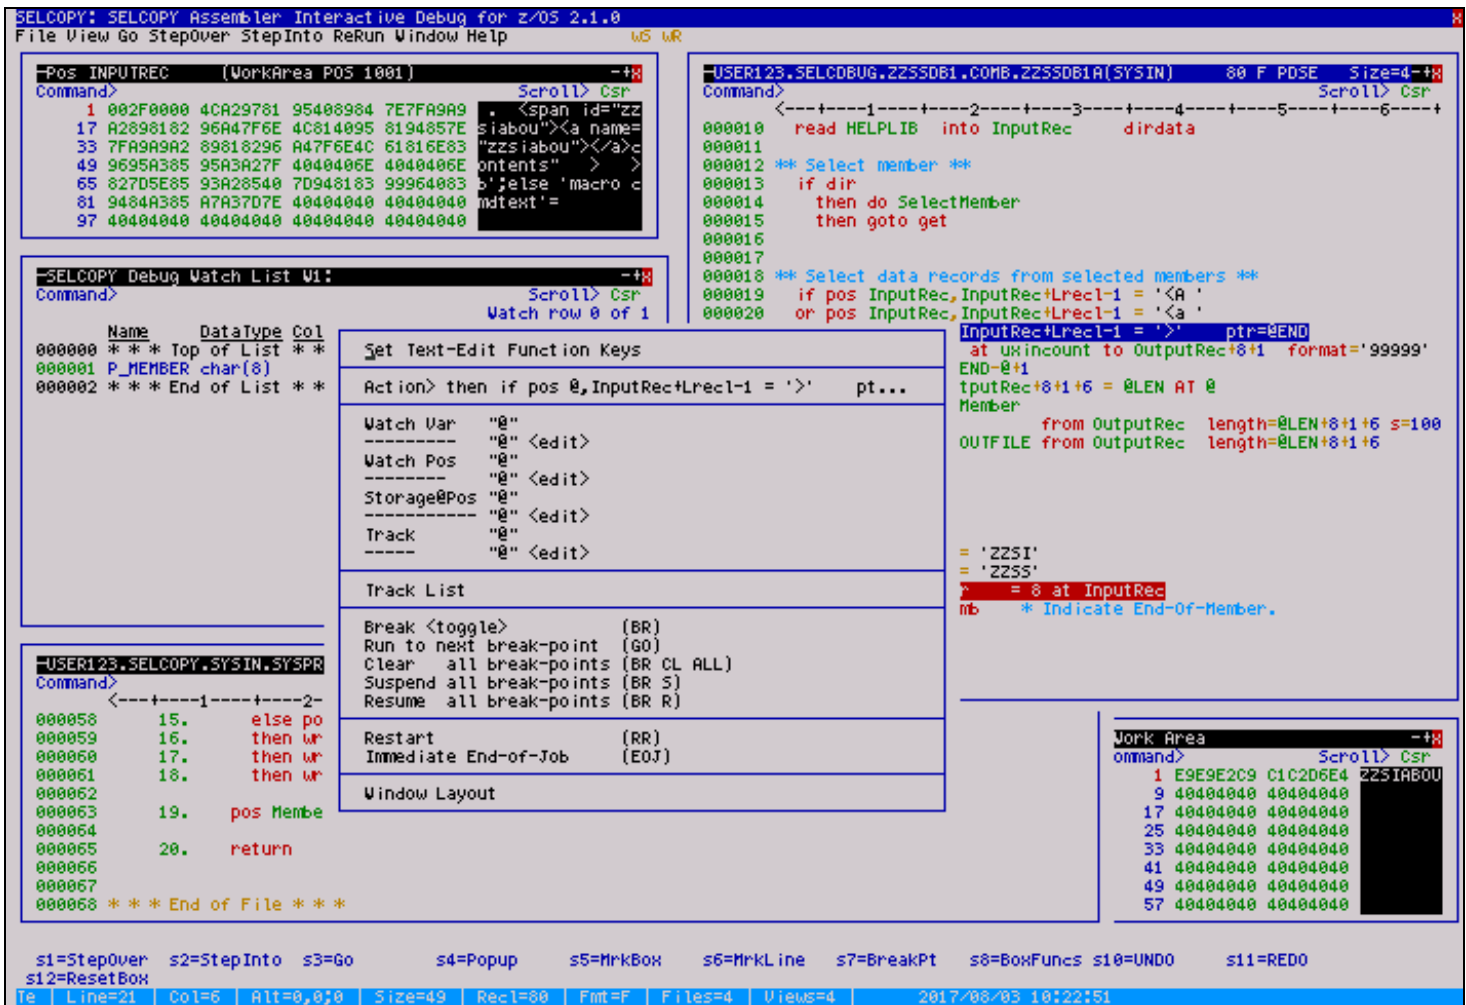 SELCOPY: SELCOPY Assembler Interactive Debug for z/OS 2.1.0 x
File View Go StepOver StepInto ReRun Window Help wS wR
Pos INPUTREC (WorkArea POS 1001) -+x
Command> Scroll> Csr
1 002F0000 4CA29781 95408984 7E7FA9A9 . <span id="zz
17 A2898182 96A47F6E 4C814095 8194857E siabou"><a name=
33 7FA9A9A2 89818296 A47F6E4C 61816E83 "zzsiabou"></a>c
49 9695A385 95A3A27F 4040406E 4040406E ontents" > >
65 827D5E85 93A28540 7D948183 99964083 b';else 'macro c
81 9484A385 A7A37D7E 40404040 40404040 mdtext'=
97 40404040 40404040 40404040 40404040
USER123.SELCDBUG.ZZSSDB1.COMB.ZZSSDB1A(SYSIN) 80 F PDSE Size=4-+x
Command> Scroll> Csr
<---+----1----+----2----+----3----+----4----+----5----+----6----+
000010 read HELPLIB into InputRec dirdata
000011
000012 ** Select member **
000013 if dir
000014 then do SelectMember
000015 then goto get
000016
000017
000018 ** Select data records from selected members **
000019 if pos InputRec,InputRec+Lrecl-1 = '<A '
000020 or pos InputRec,InputRec+Lrecl-1 = '<a '
InputRec+Lrecl-1 = '>' ptr=@END
at uxincount to OutputRec+8+1 format='99999'
END-@+1
tputRec+8+1+6 = @LEN AT @
Member
from OutputRec length=@LEN+8+1+6 s=100
OUTFILE from OutputRec length=@LEN+8+1+6
= 'ZZSI'
= 'ZZSS'
r = 8 at InputRec
mb * Indicate End-Of-Member.
SELCOPY Debug Watch List W1: -+x
Command> Scroll> Csr
Watch row 0 of 1
Name DataType Col
000000 * * * Top of List * *
000001 P_MEMBER char(8)
000002 * * * End of List * *
Set Text-Edit Function Keys
Action> then if pos @,InputRec+Lrecl-1 = '>' pt...
Watch Var "@"
--------- "@" <edit>
Watch Pos "@"
-------- "@" <edit>
Storage@Pos "@"
----------- "@" <edit>
Track "@"
----- "@" <edit>
Track List
Break <toggle> (BR)
Run to next break-point (GO)
Clear all break-points (BR CL ALL)
Suspend all break-points (BR S)
Resume all break-points (BR R)
Restart (RR)
Immediate End-of-Job (EOJ)
Window Layout
USER123.SELCOPY.SYSIN.SYSPR
Command>
<---+----1----+----2-
000058 15. else po
000059 16. then wr
000060 17. then wr
000061 18. then wr
000062
000063 19. pos Membe
000064
000065 20. return
000066
000067
000068 * * * End of File * * *
Work Area -+x
ommand> Scroll> Csr
1 E9E9E2C9 C1C2D6E4 ZZSIABOU
9 40404040 40404040
17 40404040 40404040
25 40404040 40404040
33 40404040 40404040
41 40404040 40404040
49 40404040 40404040
57 40404040 40404040
s1=StepOver s2=StepInto s3=Go s4=Popup s5=MrkBox s6=MrkLine s7=BreakPt s8=BoxFuncs s10=UNDO s11=REDO
s12=ResetBox
Te | Line=21 | Col=6 | Alt=0,0;0 | Size=49 | Recl=80 | Fmt=F | Files=4 | Views=4 | 2017/08/03 10:22:51